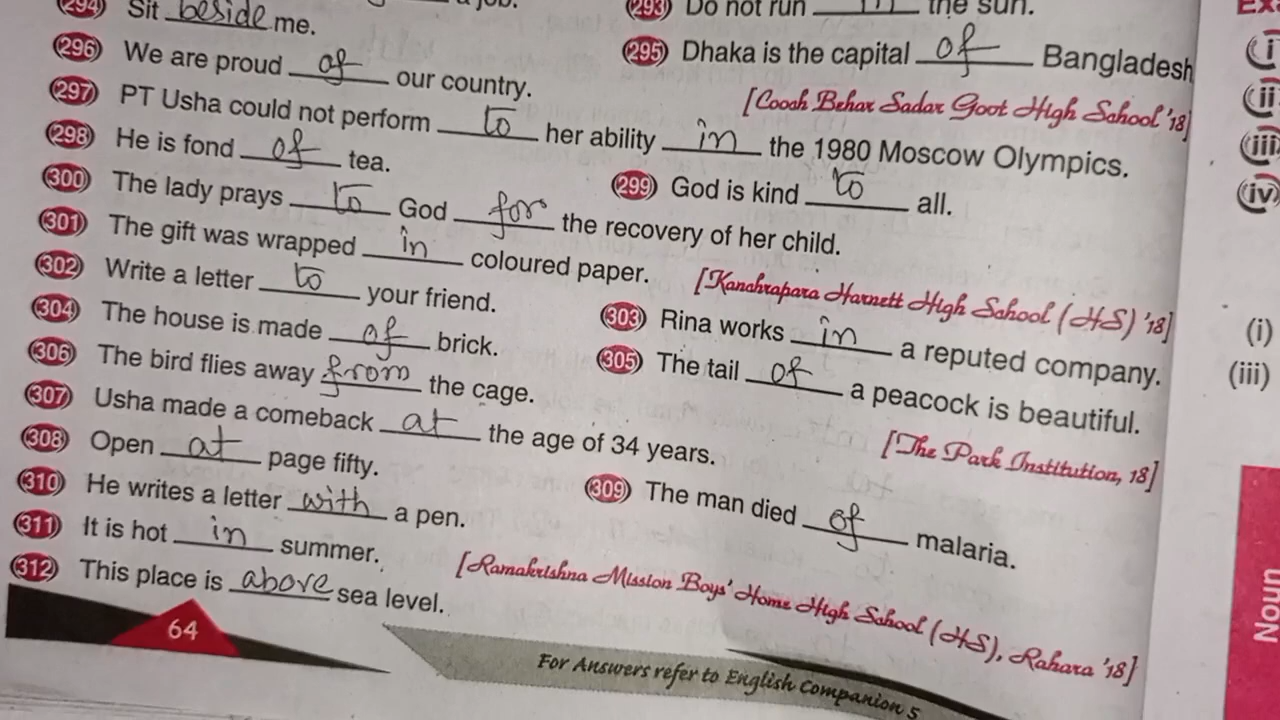 (294) Sit beside me.
(293) Do not run in the sun.
(296) We are proud of our country.
(295) Dhaka is the capital of Bangladesh
[Cooch Behar Sadar Govt High School '18]
(297) PT Usha could not perform to her ability in the 1980 Moscow Olympics.
(298) He is fond of tea.
(299) God is kind to all.
(300) The lady prays to God for the recovery of her child.
(301) The gift was wrapped in coloured paper.
[Kanchrapara Harnett High School (HS) '18]
(302) Write a letter to your friend.
(303) Rina works in a reputed company.
(304) The house is made of brick.
(305) The tail of a peacock is beautiful.
(306) The bird flies away from the cage.
[The Park Institution, 18]
(307) Usha made a comeback at the age of 34 years.
(308) Open at page fifty.
(309) The man died of malaria.
(310) He writes a letter with a pen.
(311) It is hot in summer.
[Ramakrishna Mission Boys' Home High School (HS), Rahara '18]
(312) This place is above sea level.
64
For Answers refer to English Companion 5
Ex
(i
(ii
(iii
(iv)
(i)
(iii)
Noun